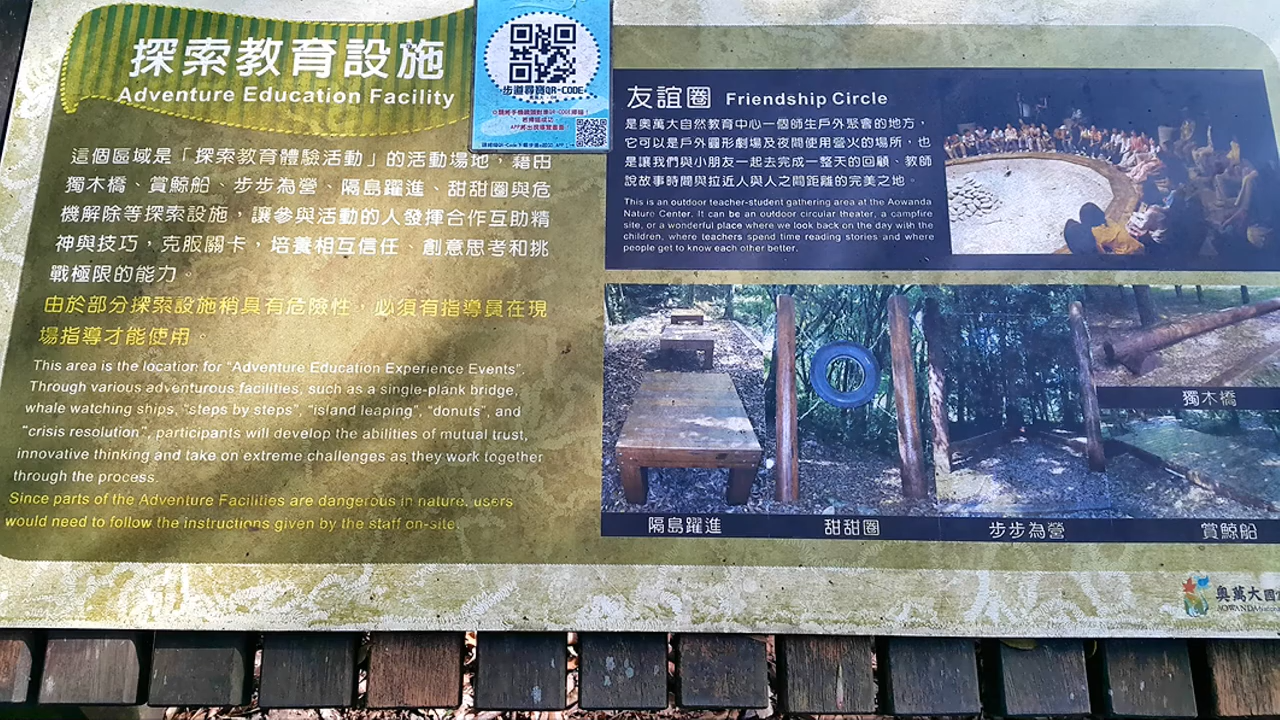 探索教育設施
Adventure Education Facility
這個區域是「探索教育體驗活動」的活動場地，藉由
獨木橋、賞鯨船、步步為營、隔島躍進、甜甜圈與危
機解除等探索設施，讓參與活動的人發揮合作互助精
神與技巧，克服關卡，培養相互信任、創意思考和挑
戰極限的能力。
由於部分探索設施稍具有危險性，必須有指導員在現
場指導才能使用。
This area is the location for “Adventure Education Experience Events”.
Through various adventurous facilities, such as a single-plank bridge,
whale watching ships, “steps by steps”, “island leaping”, “donuts”, and
“crisis resolution”, participants will develop the abilities of mutual trust,
innovative thinking and take on extreme challenges as they work together
through the process.
Since parts of the Adventure Facilities are dangerous in nature, users
would need to follow the instructions given by the staff on-site.
步道尋寶QR-CODE
友誼圈 Friendship Circle
是奧萬大自然教育中心一個師生戶外聚會的地方，
它可以是戶外圓形劇場及夜間使用營火的場所，也
是讓我們與小朋友一起去完成一整天的回顧、教師
說故事時間與拉近人與人之間距離的完美之地。
This is an outdoor teacher-student gathering area at the Aowanda
Nature Center. It can be an outdoor circular theater, a campfire
site, or a wonderful place where we look back on the day with the
children, where teachers spend time reading stories and where
people get to know each other better.
獨木橋
隔島躍進
甜甜圈
步步為營
賞鯨船
奧萬大國
AOWANDA